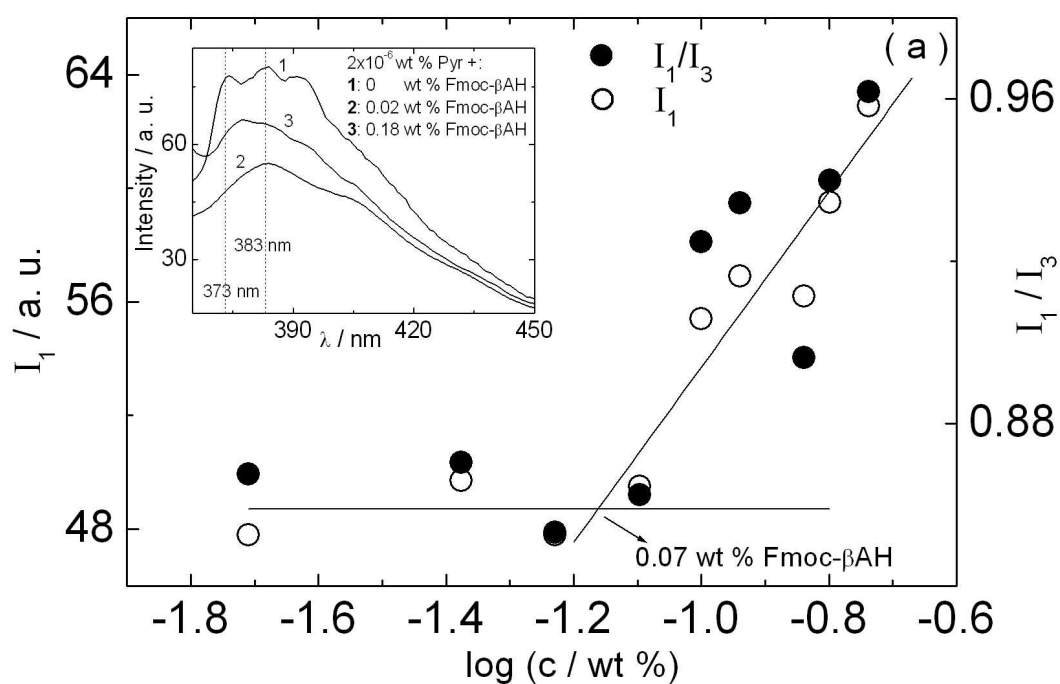 ( a )
I₁/I₃
I₁
64
56
48
I₁ / a. u.
0.96
0.88
I₁ / I₃
-1.8 -1.6 -1.4 -1.2 -1.0 -0.8 -0.6
log (c / wt %)
0.07 wt % Fmoc-βAH
2x10⁻⁶ wt % Pyr +:
1: 0 wt % Fmoc-βAH
2: 0.02 wt % Fmoc-βAH
3: 0.18 wt % Fmoc-βAH
1
3
2
383 nm
373 nm
60
30
Intensity / a. u.
390 420 450
λ / nm